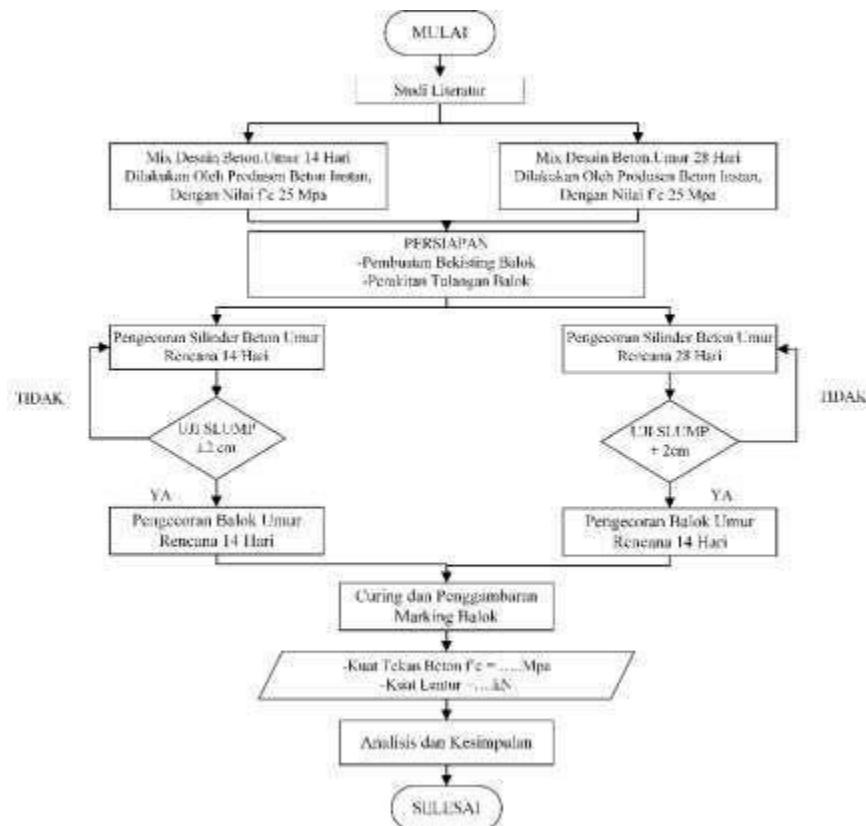 MULAI
Studi Literatur
Mix Desain Beton.Umur 14 Hari
Dilakukan Oleh Produsen Beton Instan,
Dengan Nilai f'c 25 Mpa
Mix Desain Beton.Umur 28 Hari
Dilakukan Oleh Produsen Beton Instan,
Dengan Nilai f'c 25 Mpa
PERSIAPAN
-Pembuatan Bekisting Balok
-Perakitan Tulangan Balok
Pengecoran Silinder Beton Umur
Rencana 14 Hari
Pengecoran Silinder Beton Umur
Rencana 28 Hari
TIDAK
TIDAK
UJI SLUMP
±2 cm
UJI SLUMP
± 2cm
YA
YA
Pengecoran Balok Umur
Rencana 14 Hari
Pengecoran Balok Umur
Rencana 14 Hari
Curing dan Penggambaran
Marking Balok
-Kuat Tekan Beton f'c = .....Mpa
-Kuat Lentur =....kN
Analisis dan Kesimpulan
SULUSAI